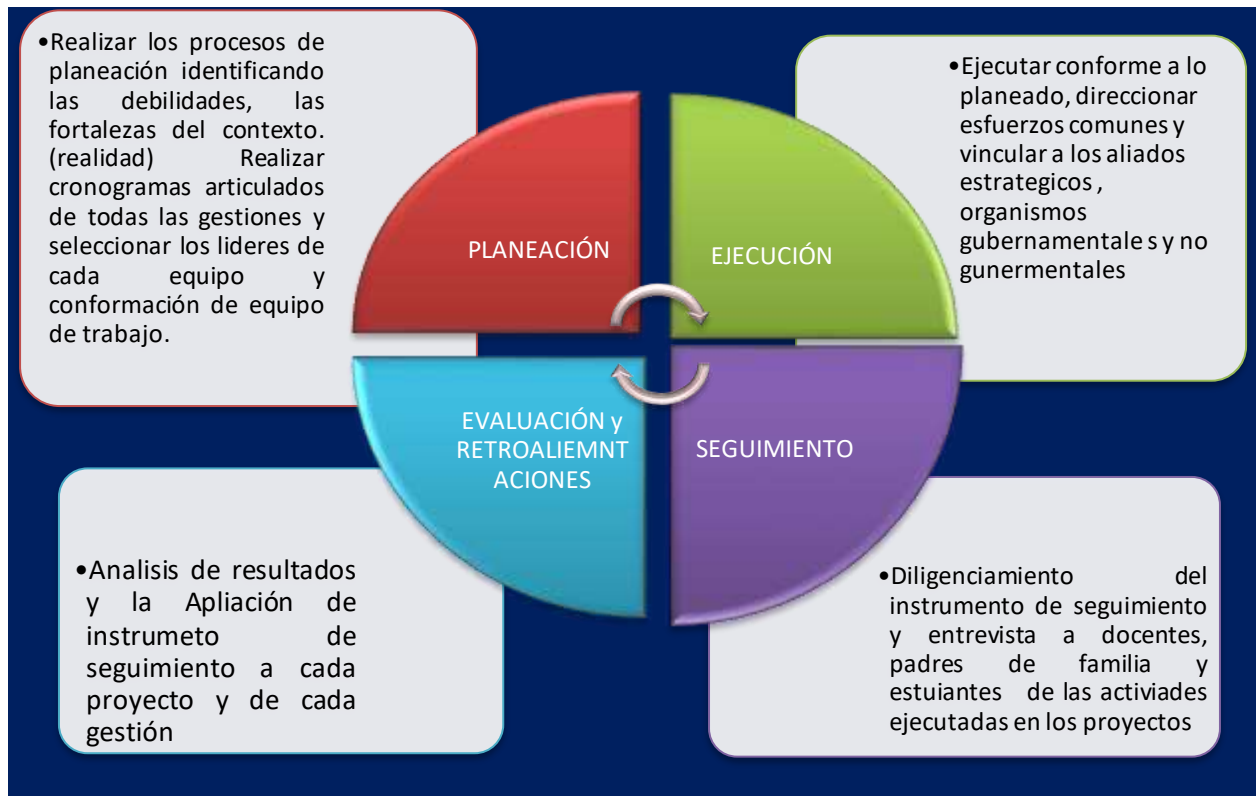 •Realizar los procesos de
planeación identificando
las debilidades, las
fortalezas del contexto.
(realidad) Realizar
cronogramas articulados
de todas las gestiones y
seleccionar los lideres de
cada equipo y
conformación de equipo
de trabajo.
•Ejecutar conforme a lo
planeado, direccionar
esfuerzos comunes y
vincular a los aliados
estrategicos ,
organismos
gubernamentale s y no
gunermentales
PLANEACIÓN
EJECUCIÓN
EVALUACIÓN y
RETROALIEMNT
ACIONES
SEGUIMIENTO
•Analisis de resultados
y la Apliación de
instrumeto de
seguimiento a cada
proyecto y de cada
gestión
•Diligenciamiento del
instrumento de seguimiento
y entrevista a docentes,
padres de familia y
estuiantes de las activiades
ejecutadas en los proyectos